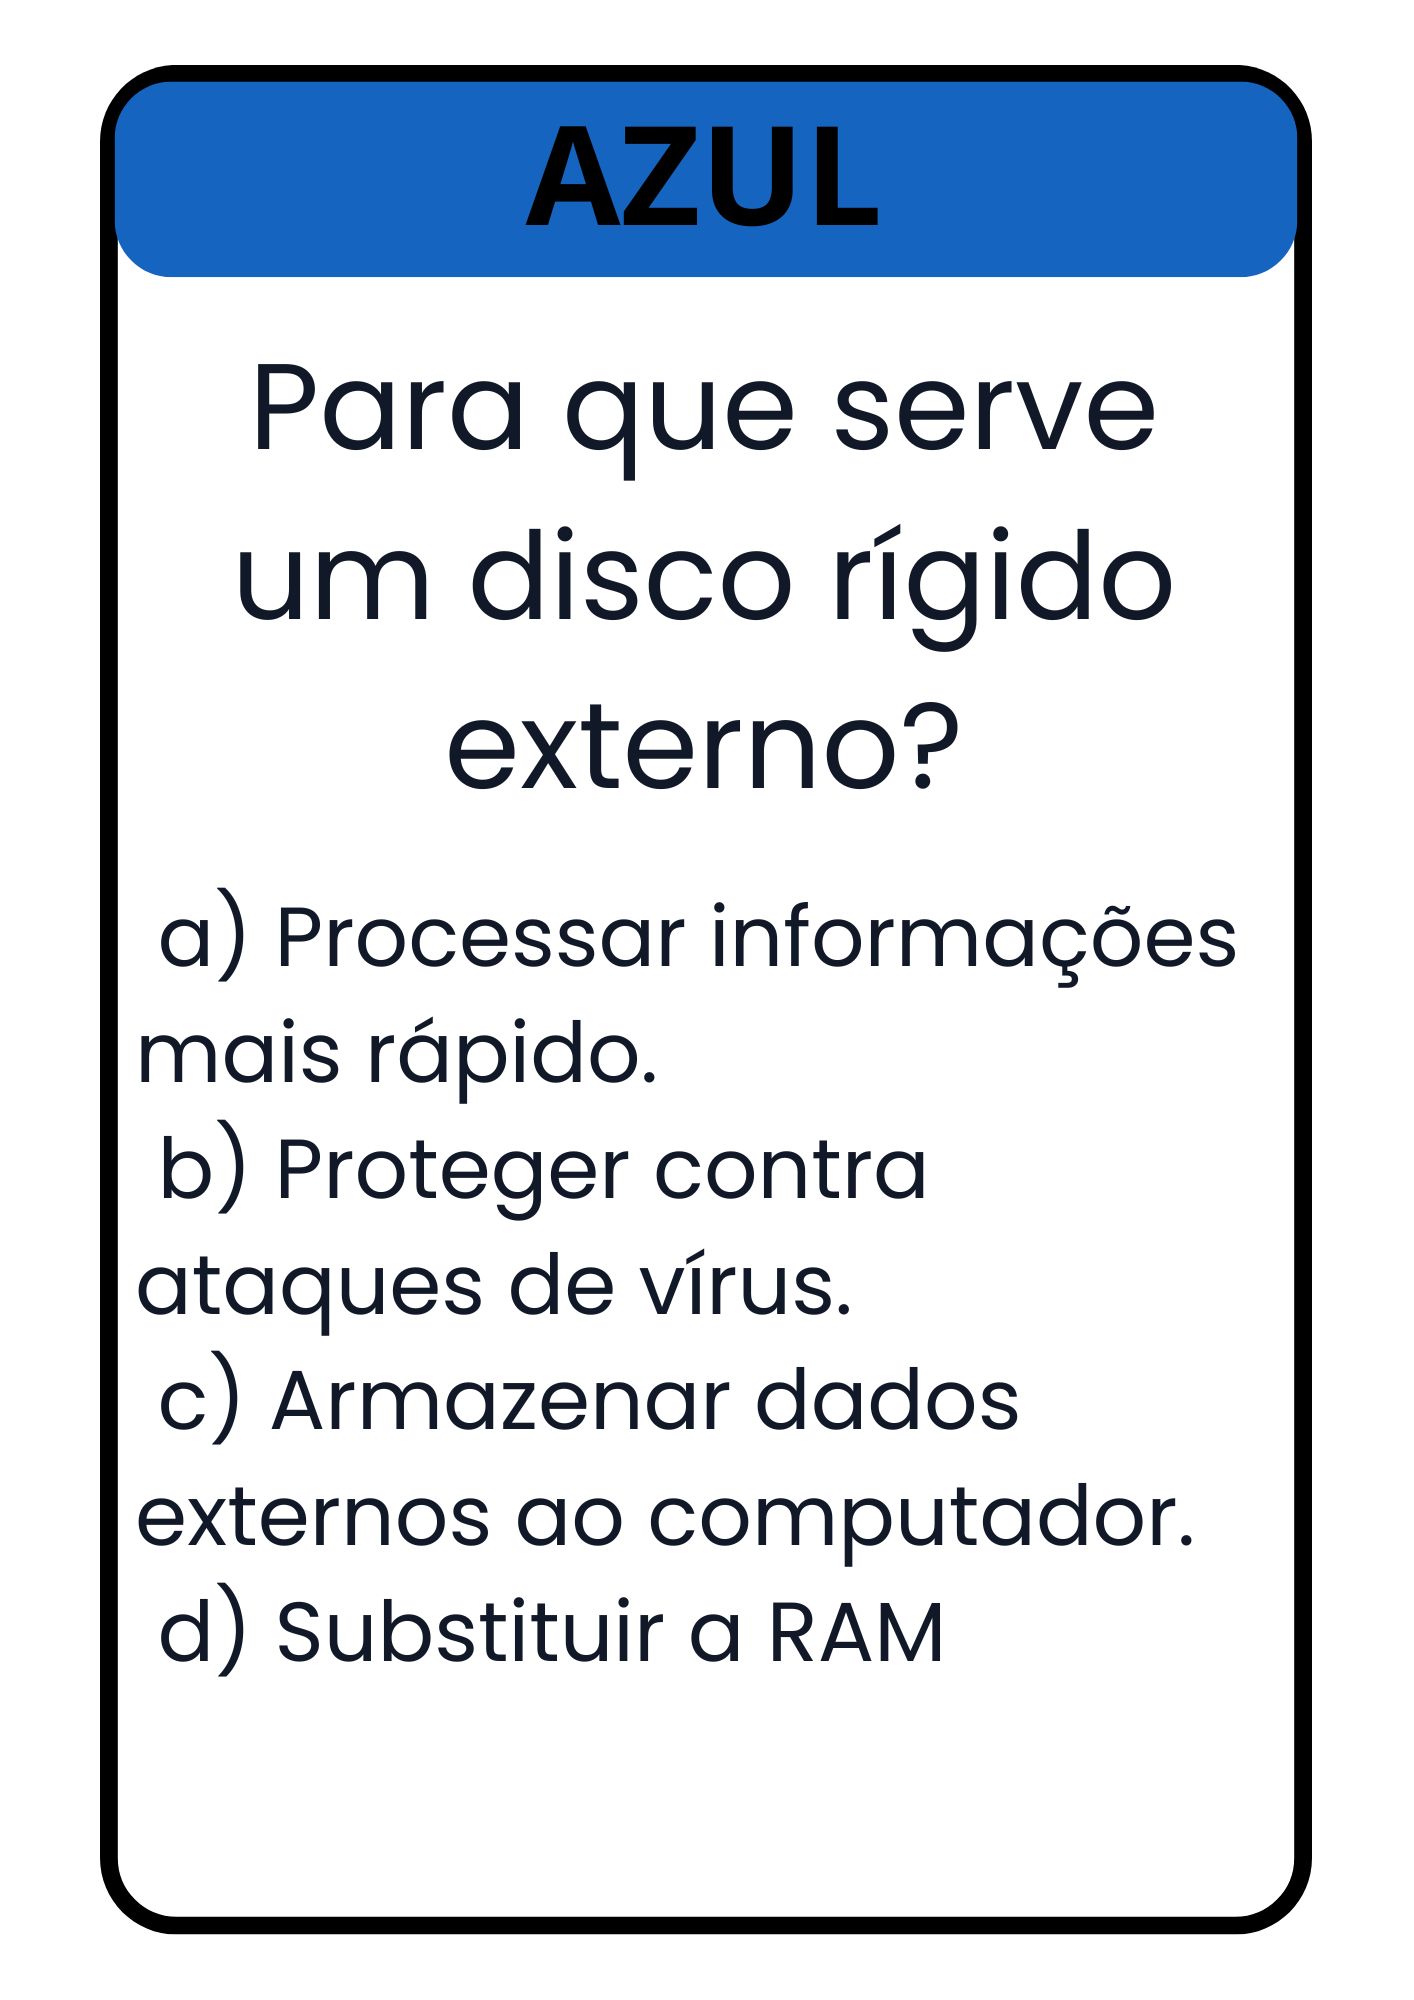 AZUL
Para que serve
um disco rígido
externo?
a) Processar informações
mais rápido.
b) Proteger contra
ataques de vírus.
c) Armazenar dados
externos ao computador.
d) Substituir a RAM